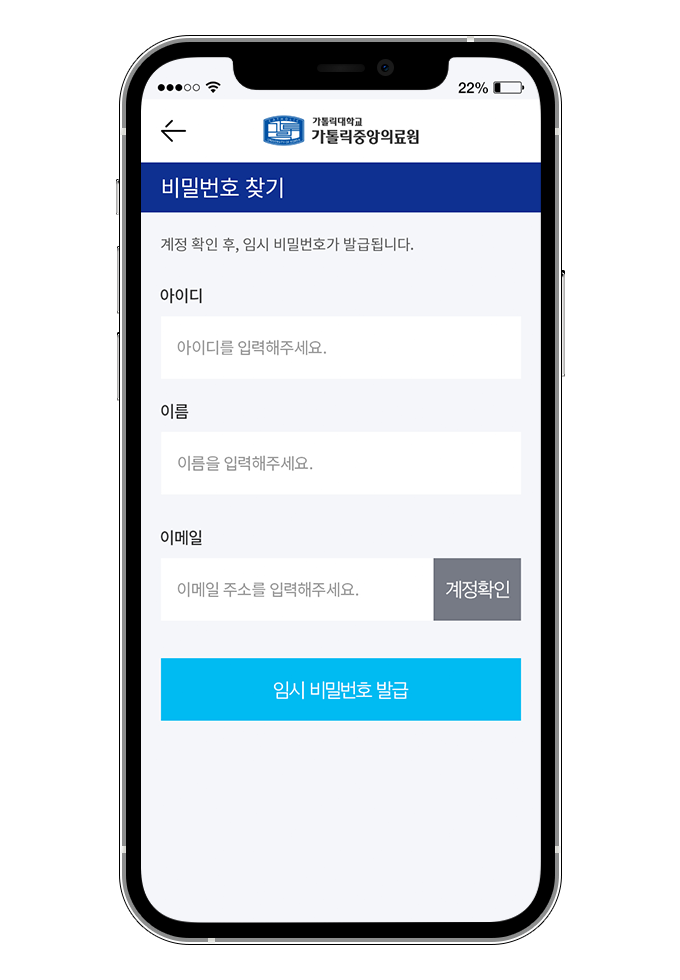 22%
가톨릭대학교
가톨릭중앙의료원
비밀번호 찾기
계정 확인 후, 임시 비밀번호가 발급됩니다.
아이디
아이디를 입력해주세요.
이름
이름을 입력해주세요.
이메일
이메일 주소를 입력해주세요.
계정확인
임시 비밀번호 발급